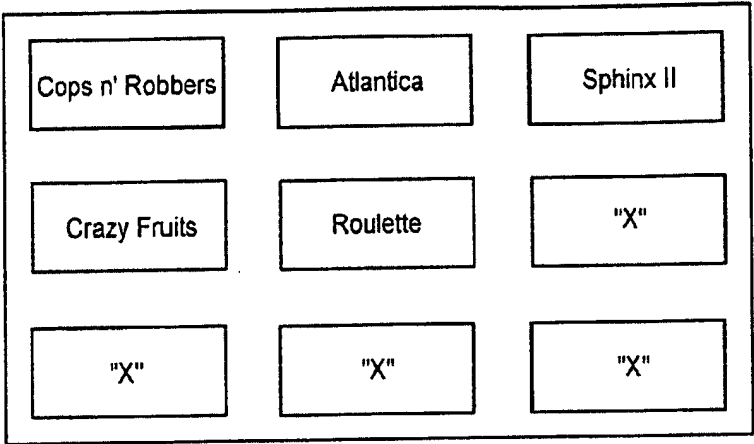 Cops n' Robbers
Atlantica
Sphinx II
Crazy Fruits
Roulette
"X"
"X"
"X"
"X"